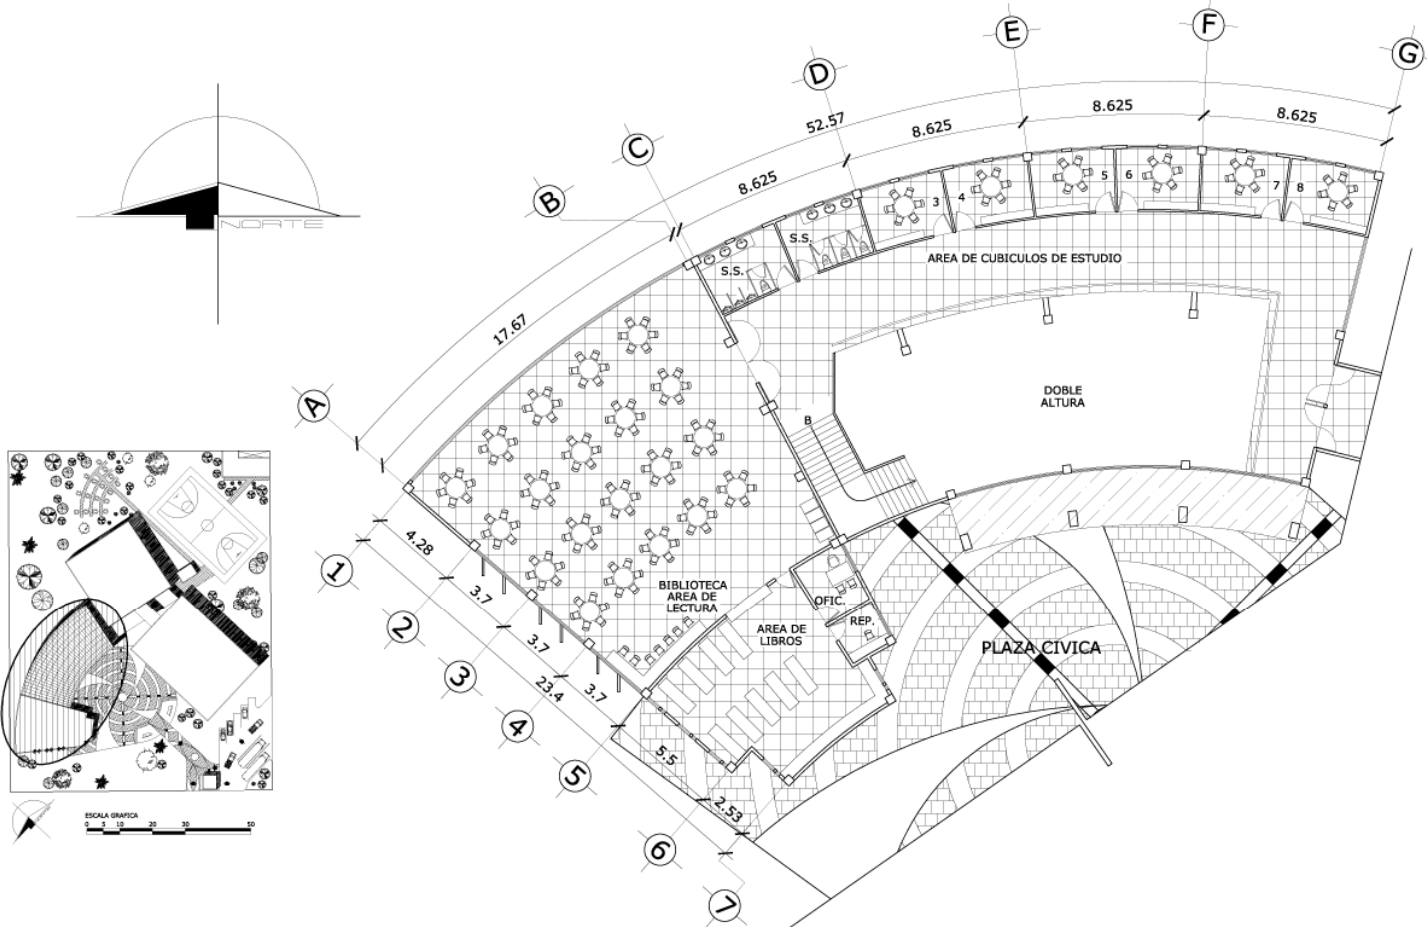 NORTE
A
B
C
D
E
F
G
52.57
17.67
8.625
8.625
8.625
8.625
S.S.
S.S.
3
4
5
6
7
8
AREA DE CUBICULOS DE ESTUDIO
DOBLE
ALTURA
B
BIBLIOTECA
AREA DE
LECTURA
AREA DE
LIBROS
OFIC.
REP.
PLAZA CIVICA
1
2
3
4
5
6
7
4.28
3.7
3.7
3.7
23.4
5.5
2.53
ESCALA GRAFICA
0 5 10 20 30 50